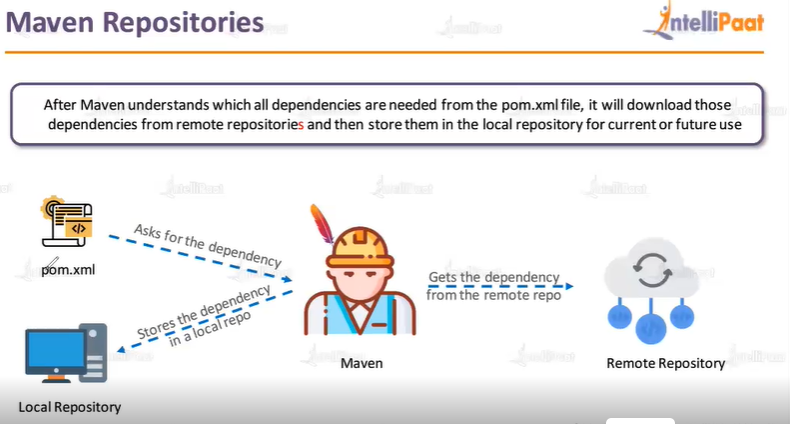 Maven Repositories
IntelliPaat
After Maven understands which all dependencies are needed from the pom.xml file, it will download those
dependencies from remote repositories and then store them in the local repository for current or future use
Asks for the dependency
pom.xml
Stores the dependency
in a local repo
Gets the dependency
from the remote repo
Maven
Remote Repository
Local Repository